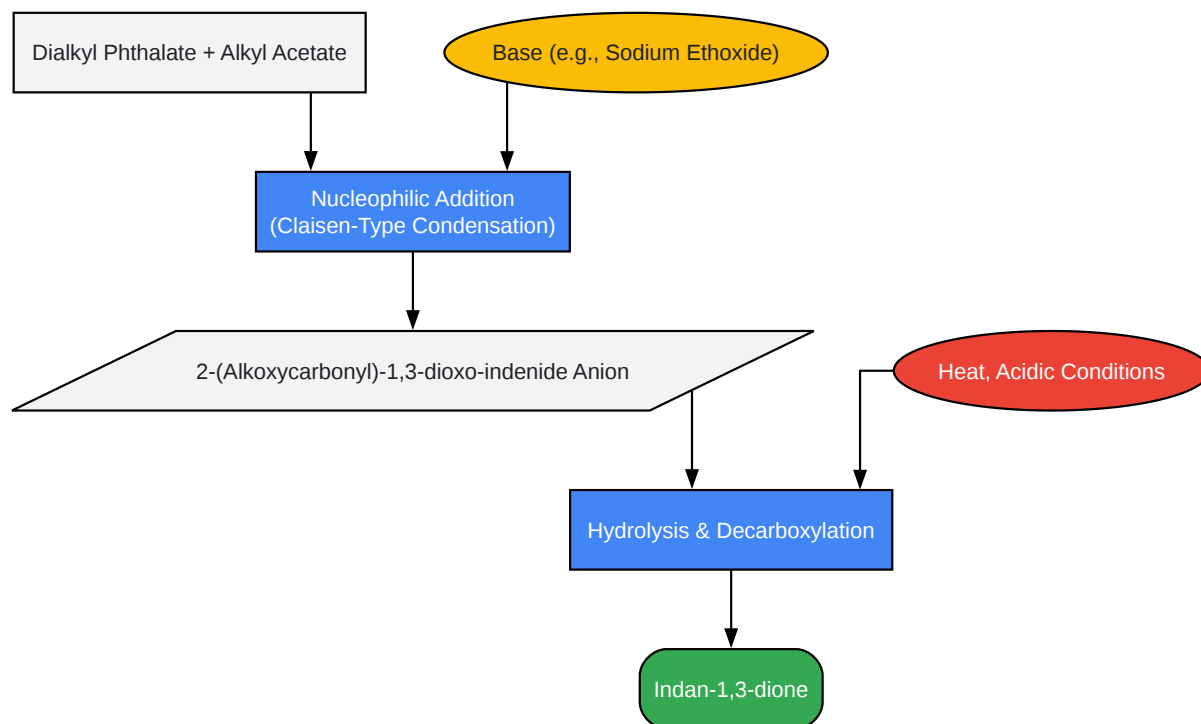 Dialkyl Phthalate + Alkyl Acetate
Base (e.g., Sodium Ethoxide)
Nucleophilic Addition
(Claisen-Type Condensation)
2-(Alkoxycarbonyl)-1,3-dioxo-indenide Anion
Heat, Acidic Conditions
Hydrolysis & Decarboxylation
Indan-1,3-dione